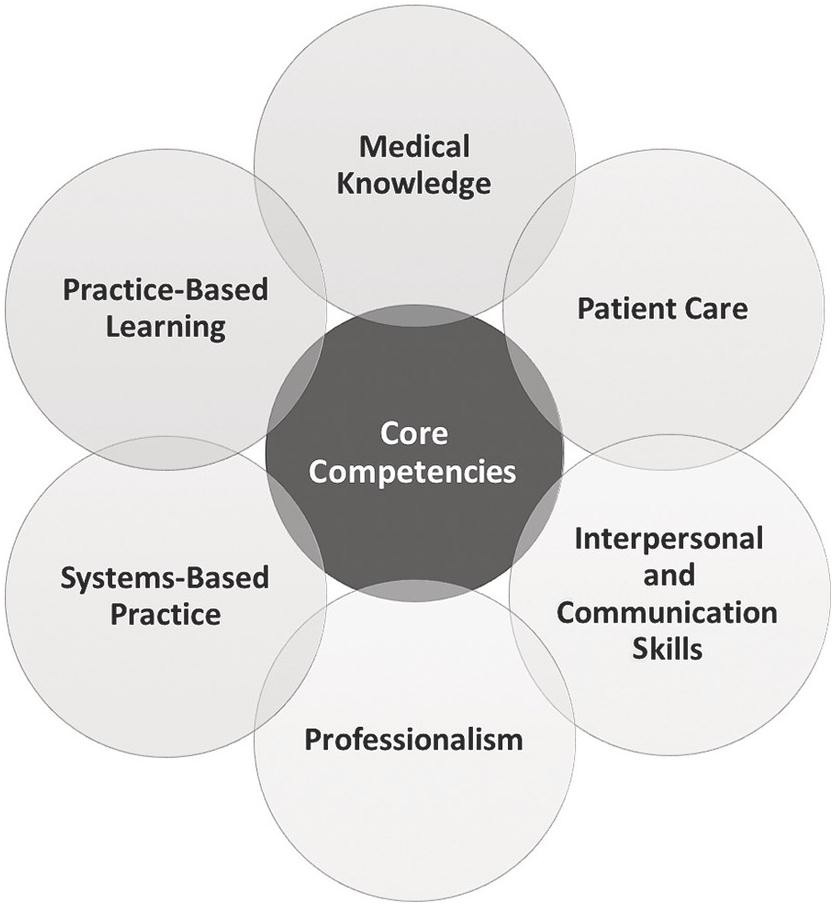 Medical
Knowledge
Practice-Based
Learning
Patient Care
Core
Competencies
Systems-Based
Practice
Interpersonal
and
Communication
Skills
Professionalism